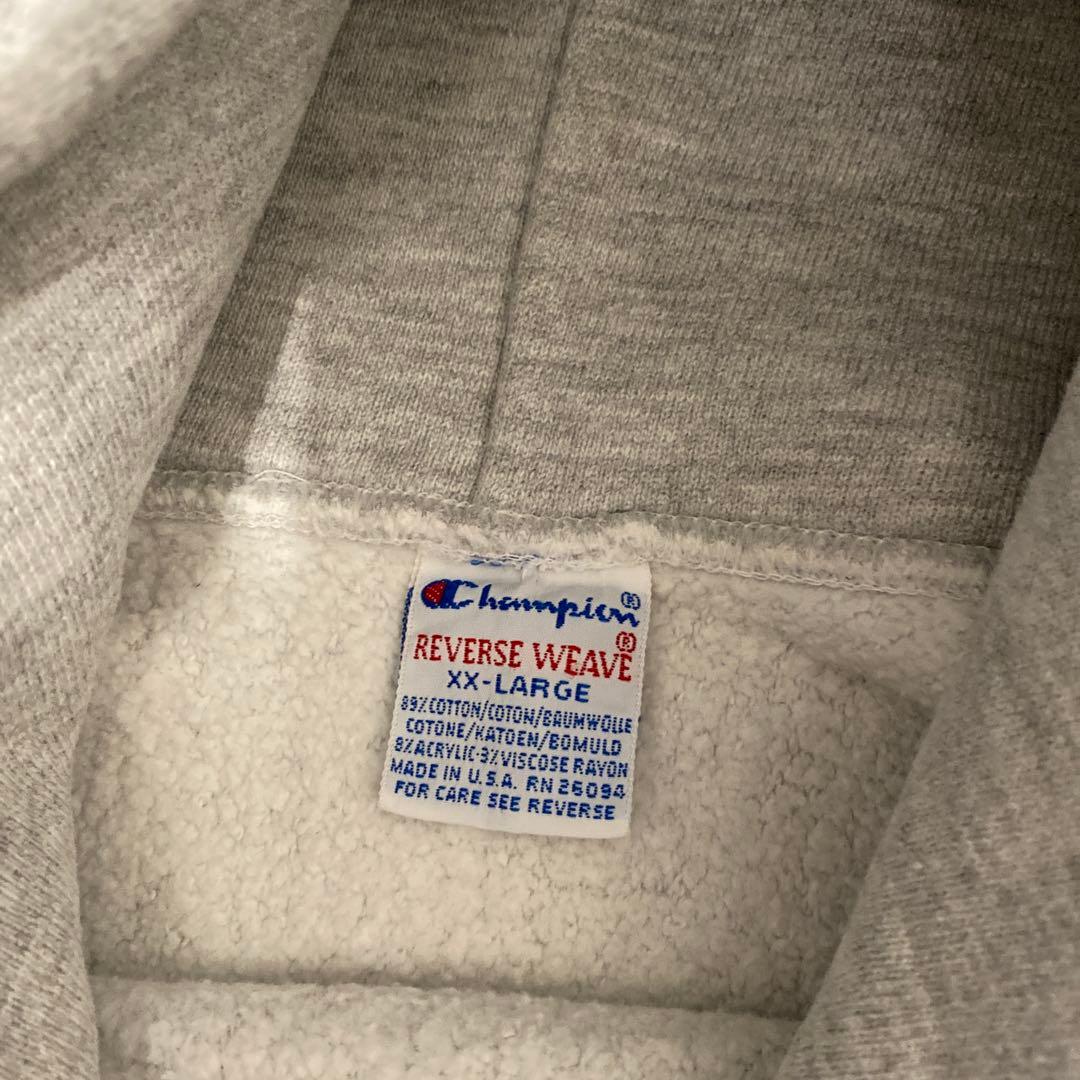 Champion®
REVERSE WEAVE®
XX-LARGE
89%COTTON/COTON/BAUMWOLLE
COTONE/KATOEN/BOMULD
8%ACRYLIC-3%VISCOSE RAYON
MADE IN U.S.A. RN 26094
FOR CARE SEE REVERSE